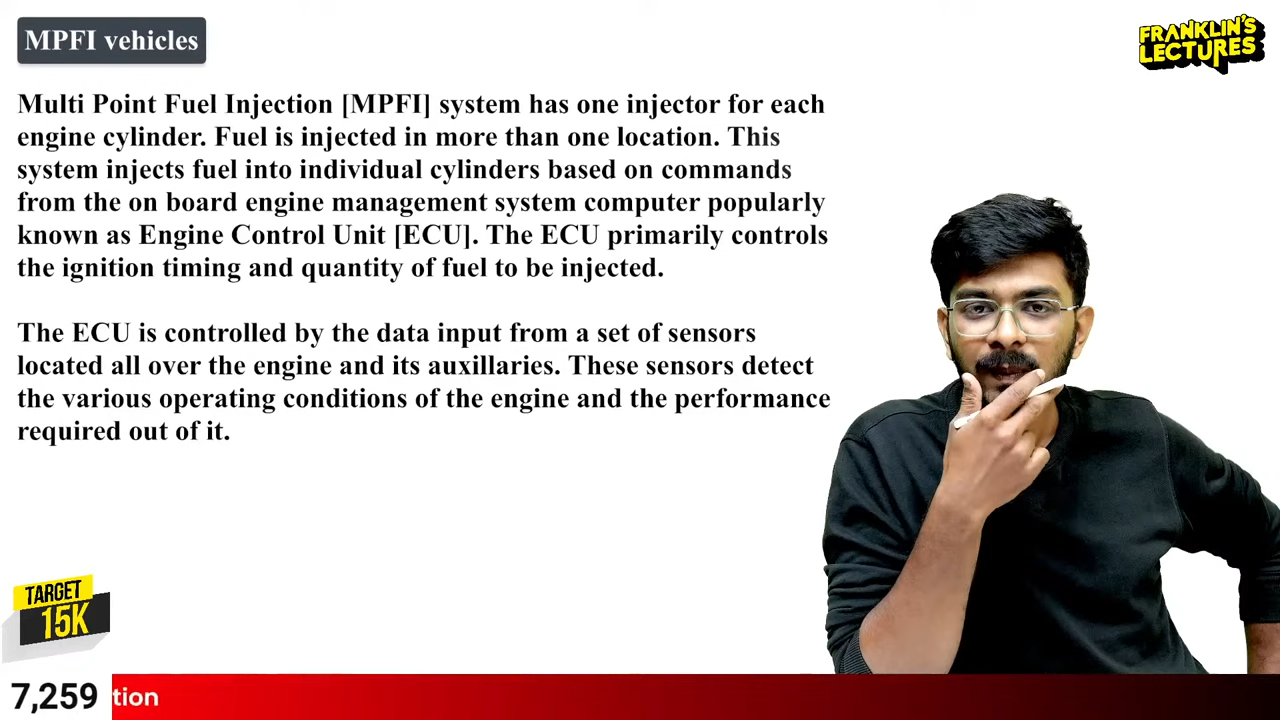 MPFI vehicles
FRANKLIN'S
LECTURES
Multi Point Fuel Injection [MPFI] system has one injector for each
engine cylinder. Fuel is injected in more than one location. This
system injects fuel into individual cylinders based on commands
from the on board engine management system computer popularly
known as Engine Control Unit [ECU]. The ECU primarily controls
the ignition timing and quantity of fuel to be injected.
The ECU is controlled by the data input from a set of sensors
located all over the engine and its auxillaries. These sensors detect
the various operating conditions of the engine and the performance
required out of it.
TARGET
15K
7,259
tion